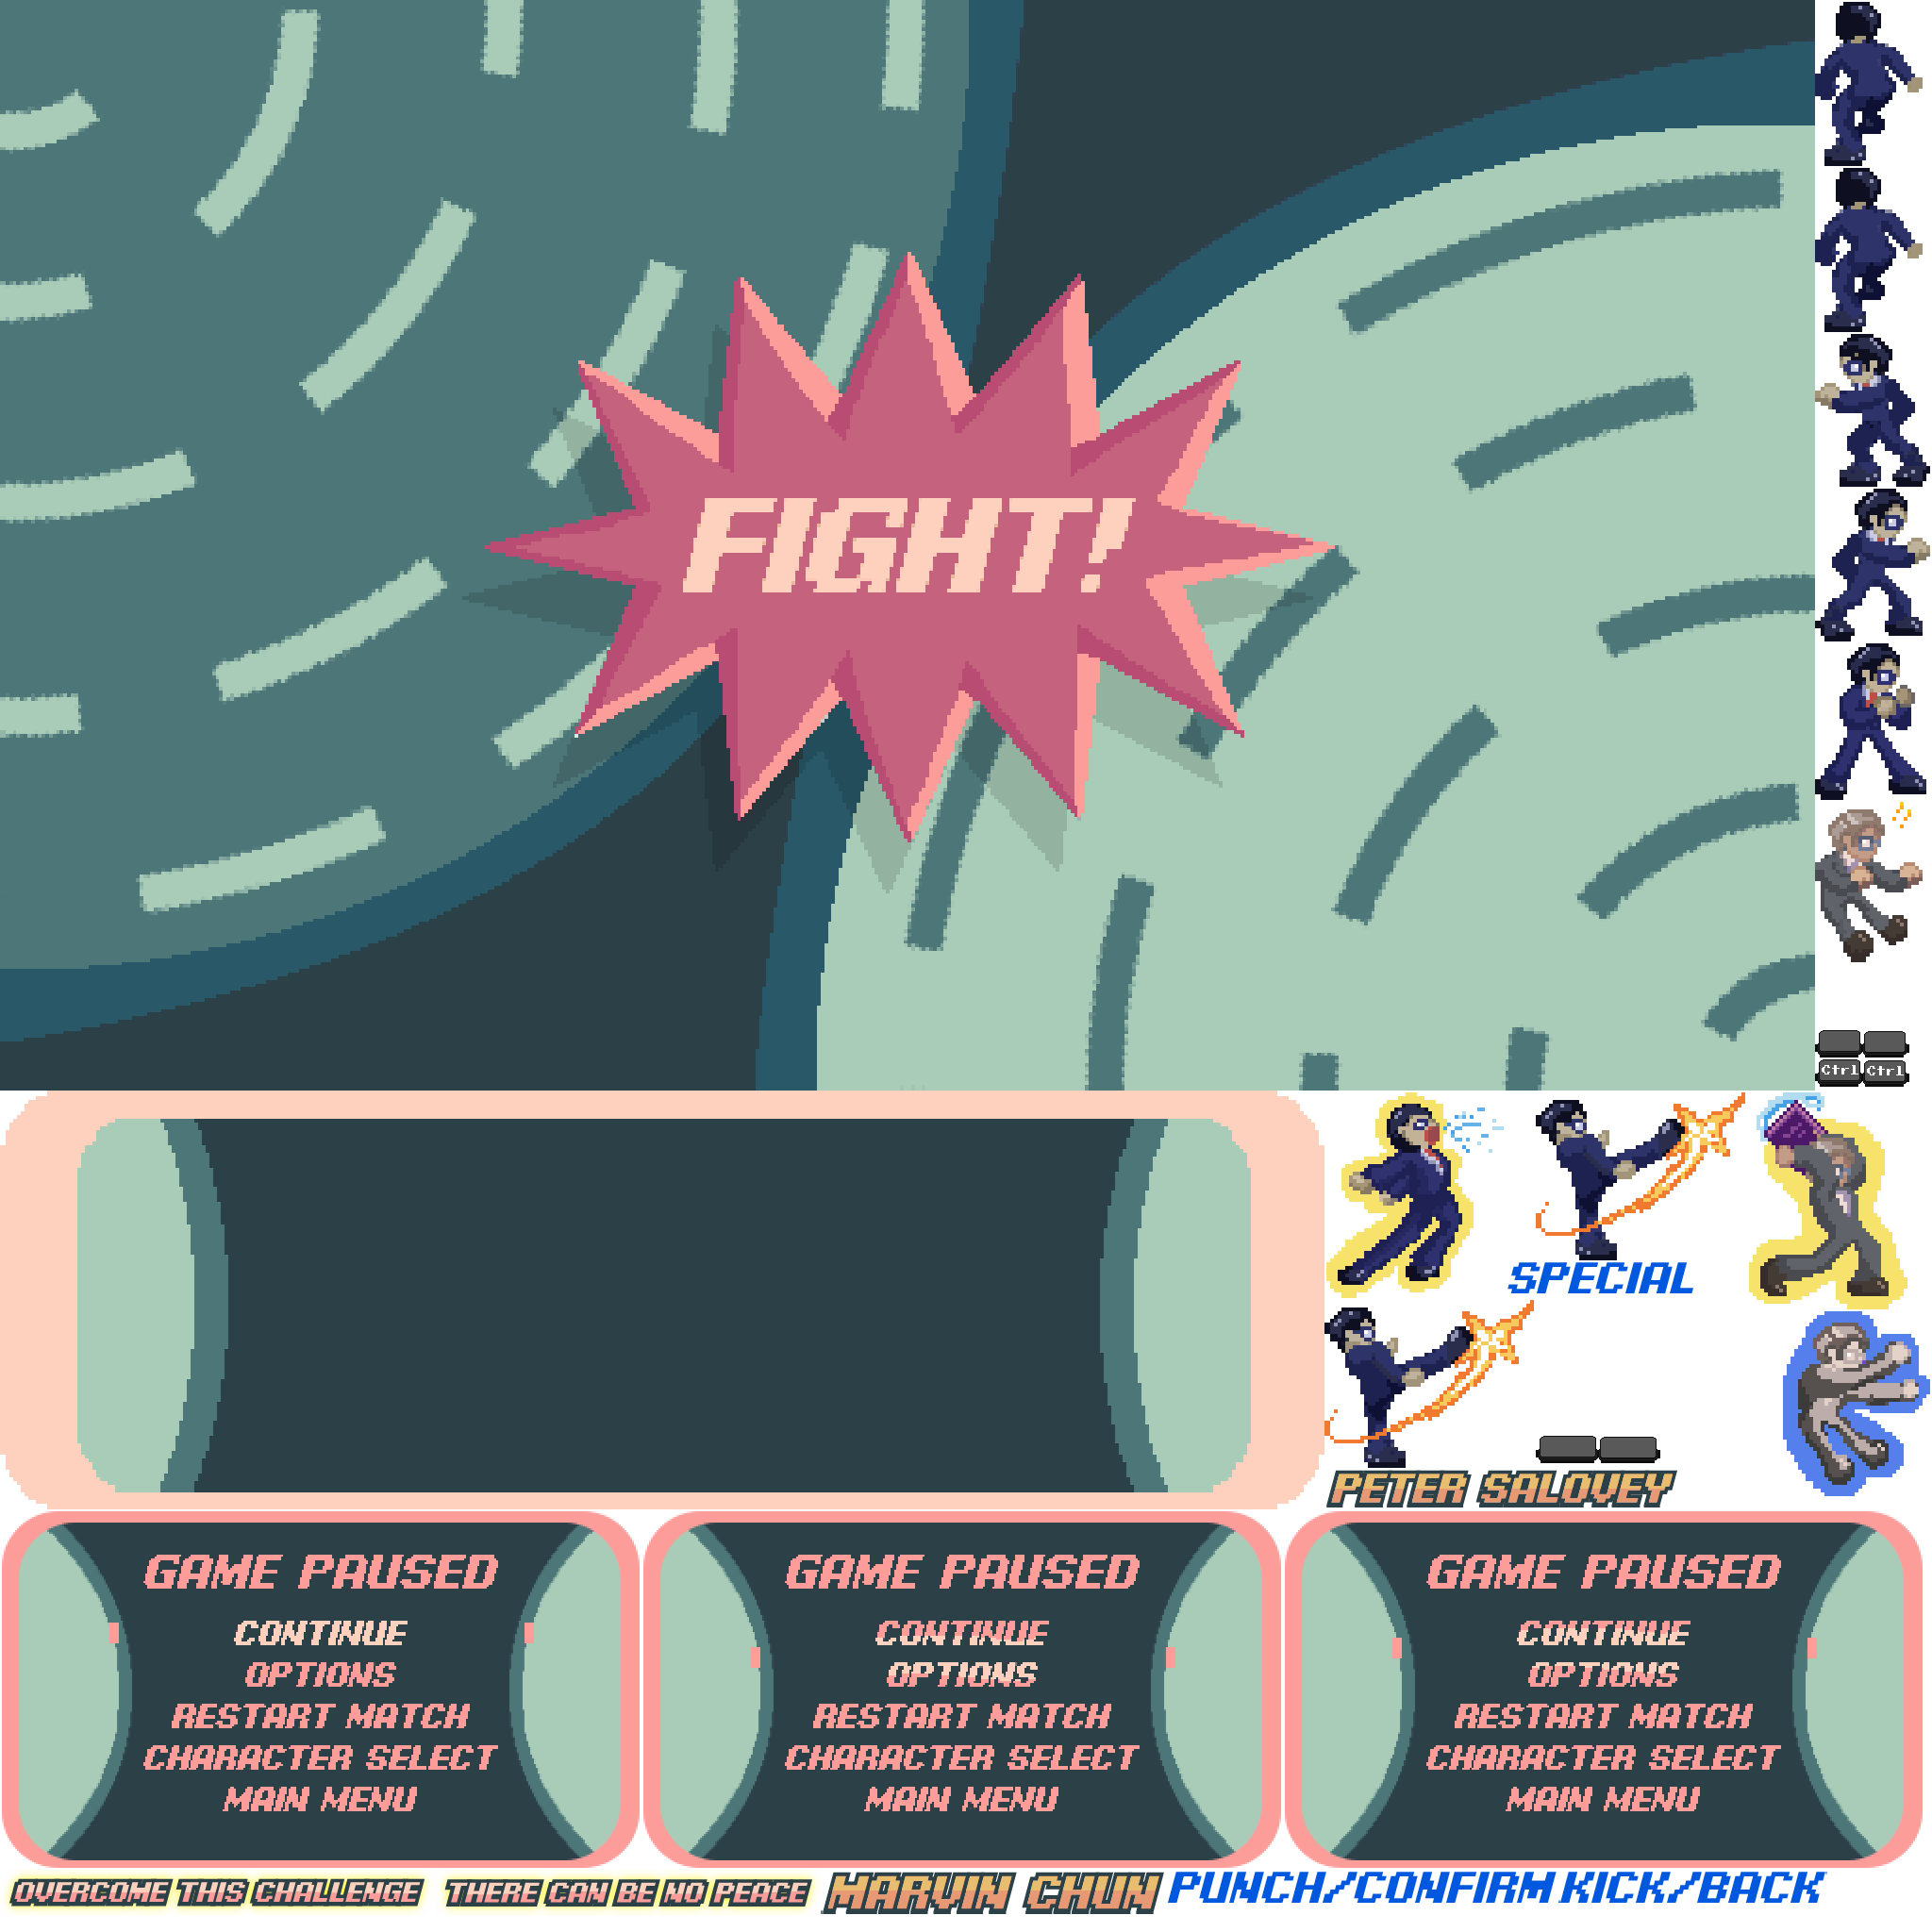 FIGHT!
Ctrl Ctrl
SPECIAL
PETER SALOVEY
GAME PAUSED
CONTINUE
OPTIONS
RESTART MATCH
CHARACTER SELECT
MAIN MENU
GAME PAUSED
CONTINUE
OPTIONS
RESTART MATCH
CHARACTER SELECT
MAIN MENU
GAME PAUSED
CONTINUE
OPTIONS
RESTART MATCH
CHARACTER SELECT
MAIN MENU
OVERCOME THIS CHALLENGE
THERE CAN BE NO PEACE
MARVIN CHUN
PUNCH/CONFIRM
KICK/BACK